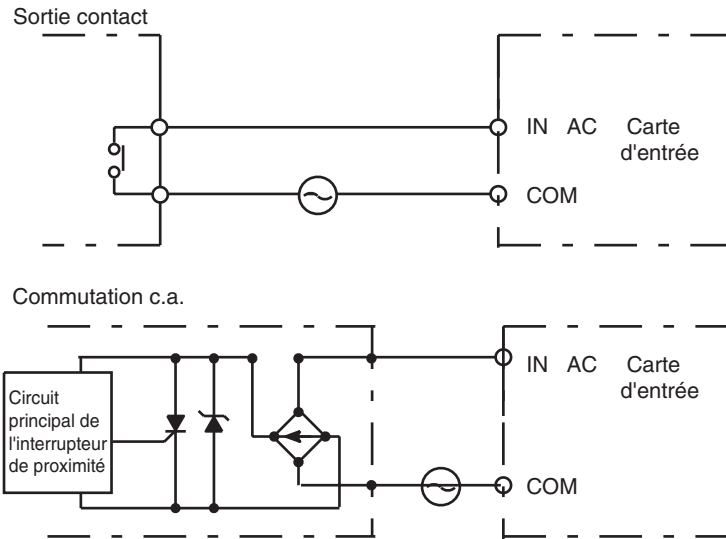 Sortie contact
IN AC Carte
d'entrée
COM
Commutation c.a.
IN AC Carte
d'entrée
Circuit
principal de
l'interrupteur
de proximité
COM